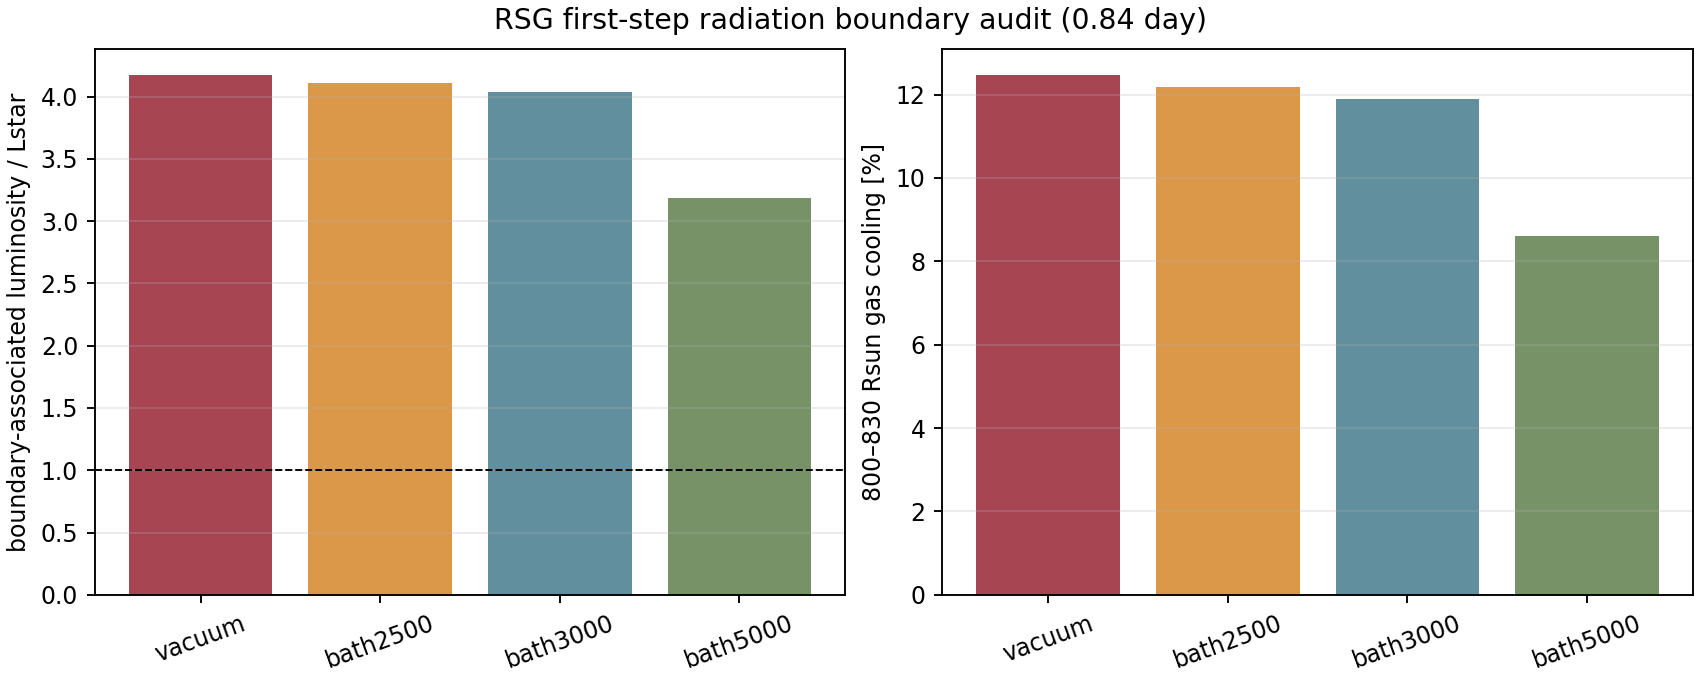 RSG first-step radiation boundary audit (0.84 day)
boundary-associated luminosity / Lstar
4.0
3.5
3.0
2.5
2.0
1.5
1.0
0.5
0.0
vacuum
bath2500
bath3000
bath5000
800–830 Rsun gas cooling [%]
12
10
8
6
4
2
0
vacuum
bath2500
bath3000
bath5000